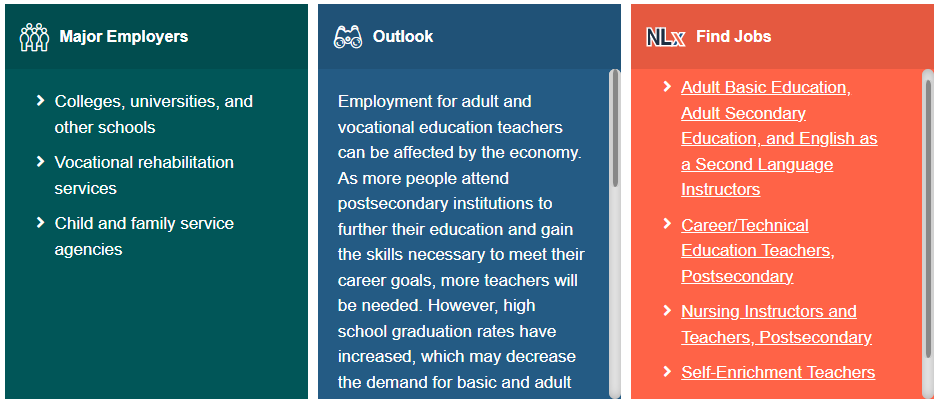 Major Employers
Colleges, universities, and
other schools
Vocational rehabilitation
services
Child and family service
agencies
Outlook
Employment for adult and
vocational education teachers
can be affected by the economy.
As more people attend
postsecondary institutions to
further their education and gain
the skills necessary to meet their
career goals, more teachers will
be needed. However, high
school graduation rates have
increased, which may decrease
the demand for basic and adult
NLx Find Jobs
Adult Basic Education,
Adult Secondary
Education, and English as
a Second Language
Instructors
Career/Technical
Education Teachers,
Postsecondary
Nursing Instructors and
Teachers, Postsecondary
Self-Enrichment Teachers